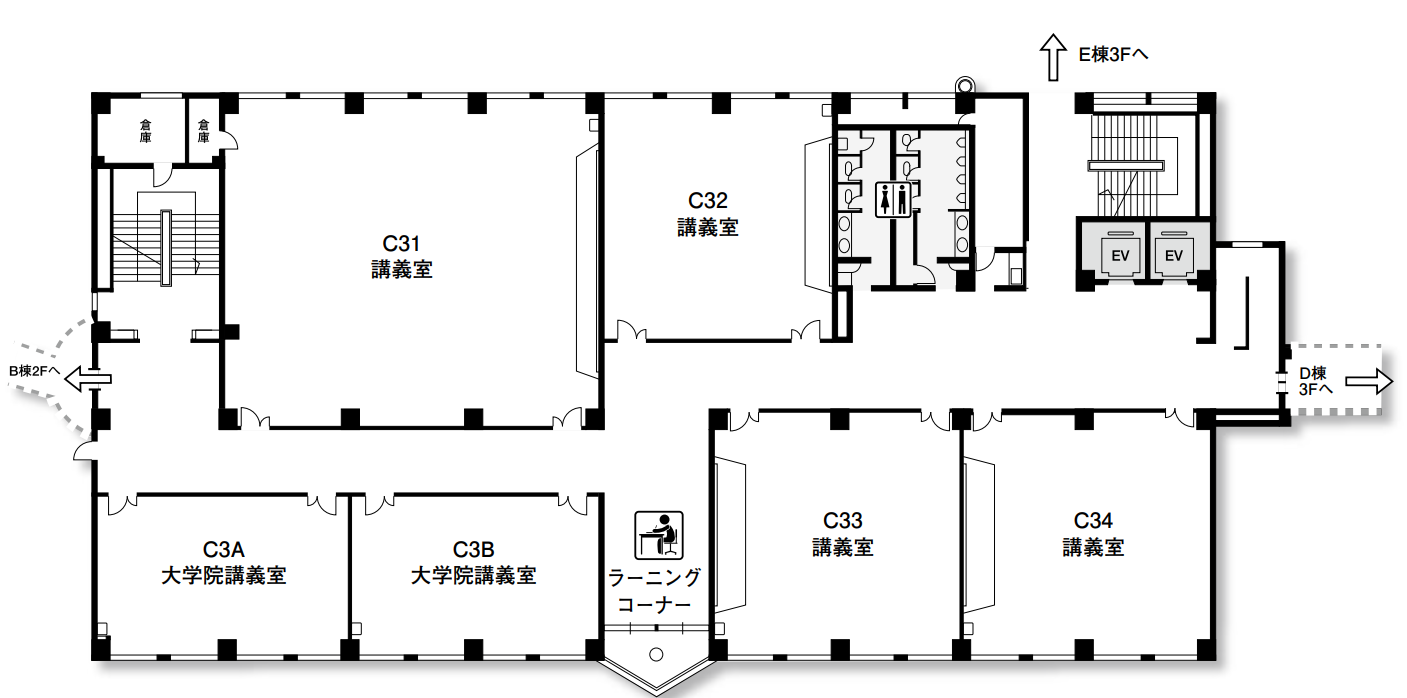 E棟3Fへ
倉庫
倉庫
C31
講義室
C32
講義室
EV
EV
B棟2Fへ
D棟
3Fへ
C3A
大学院講義室
C3B
大学院講義室
ラーニング
コーナー
C33
講義室
C34
講義室